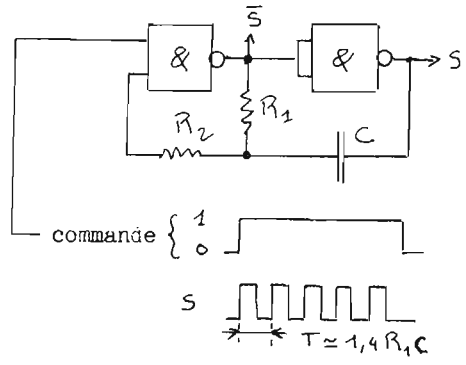 S̅
& & S
R₁
R₂ C
commande { 1
0
S
T ≃ 1,4 R₁C